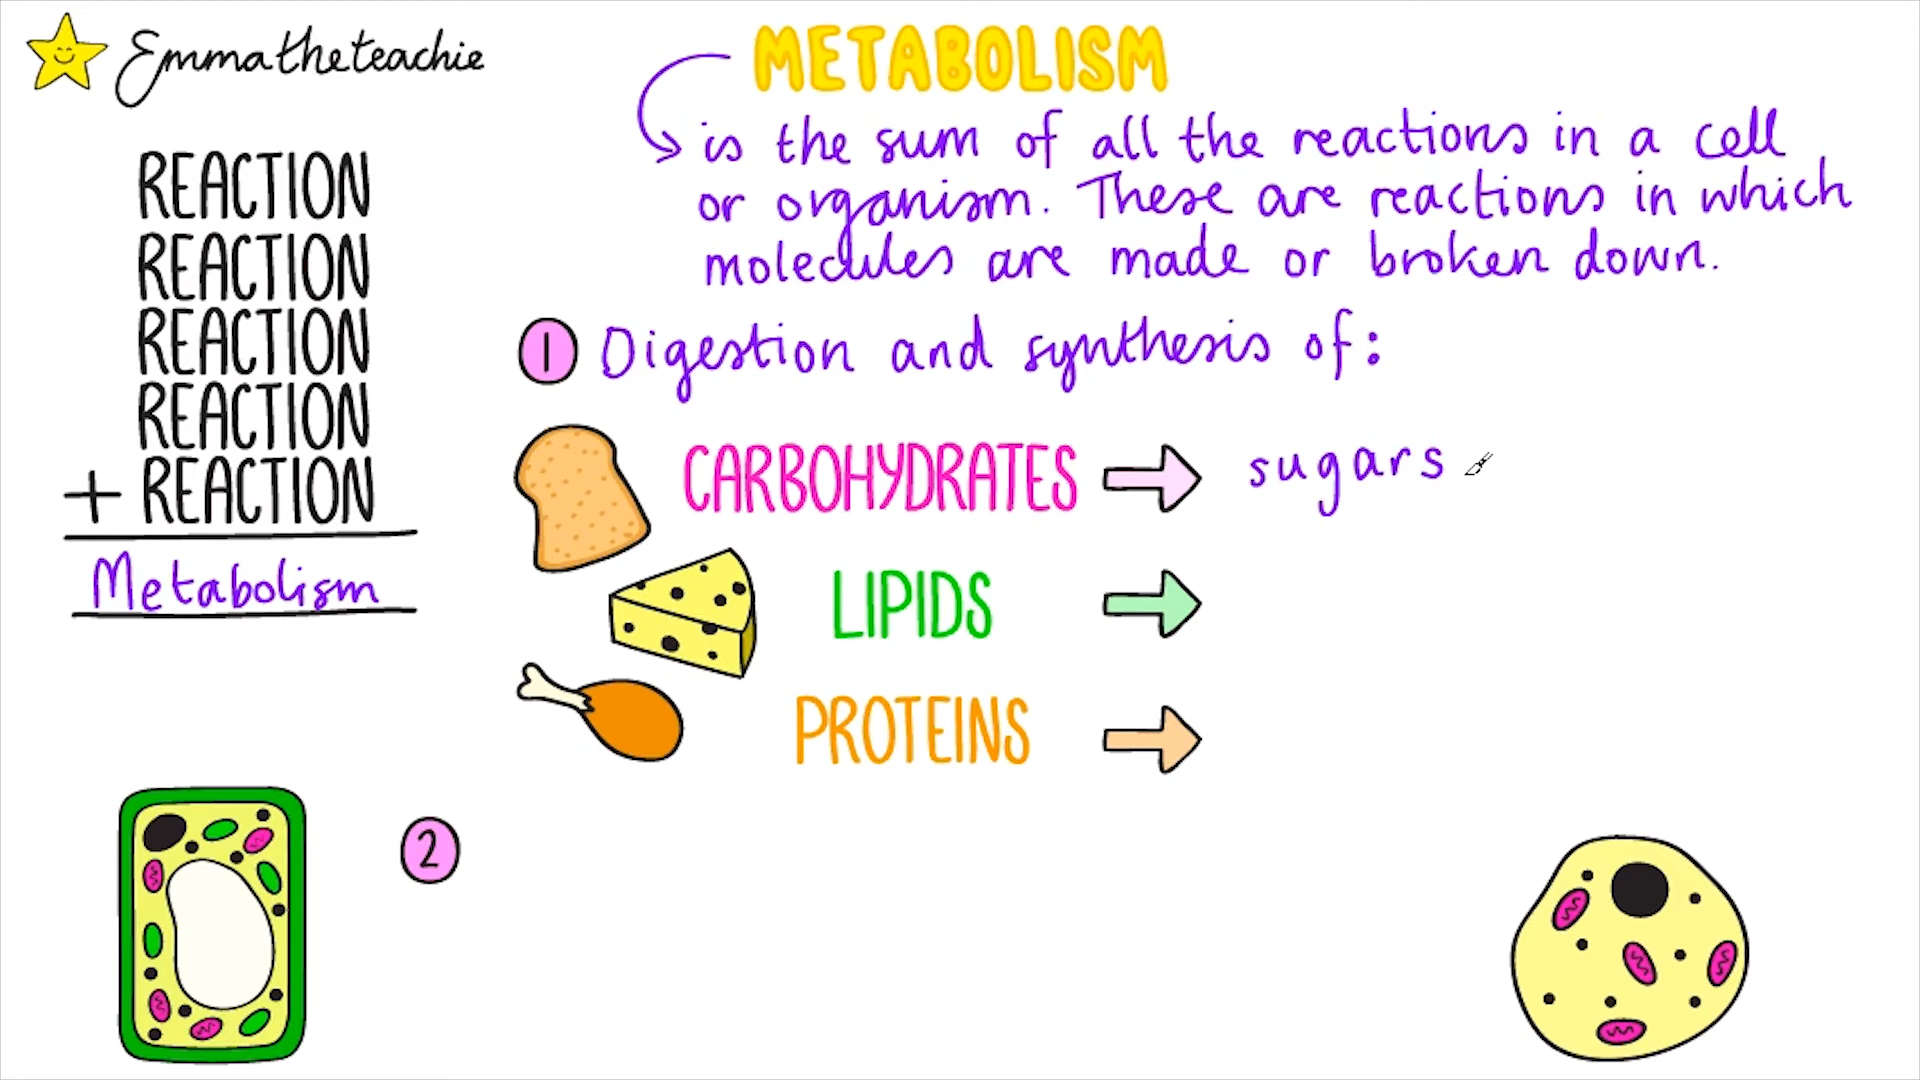 Emmatheteachie
METABOLISM
is the sum of all the reactions in a cell
or organism. These are reactions in which
molecules are made or broken down.
REACTION
REACTION
REACTION
REACTION
+ REACTION
Metabolism
1 Digestion and synthesis of:
CARBOHYDRATES sugars
LIPIDS
PROTEINS
2